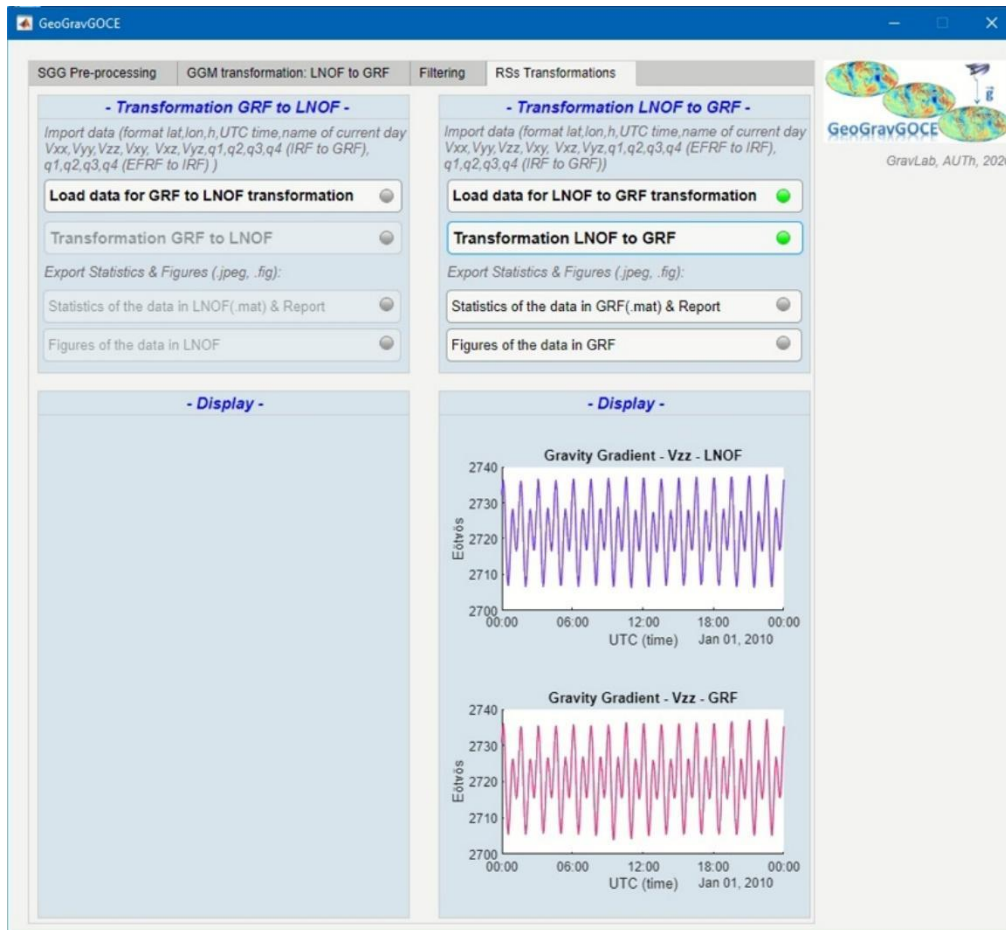 GeoGravGOCE
SGG Pre-processing
GGM transformation: LNOF to GRF
Filtering
RSs Transformations
- Transformation GRF to LNOF -
Import data (format lat,lon,h,UTC time,name of current day
Vxx,Vyy,Vzz,Vxy, Vxz,Vyz,q1,q2,q3,q4 (IRF to GRF),
q1,q2,q3,q4 (EFRF to IRF) )
Load data for GRF to LNOF transformation
Transformation GRF to LNOF
Export Statistics & Figures (.jpeg, .fig):
Statistics of the data in LNOF(.mat) & Report
Figures of the data in LNOF
- Display -
- Transformation LNOF to GRF -
Import data (format lat,lon,h,UTC time,name of current day
Vxx,Vyy,Vzz,Vxy, Vxz,Vyz,q1,q2,q3,q4 (EFRF to IRF),
q1,q2,q3,q4 (IRF to GRF))
Load data for LNOF to GRF transformation
Transformation LNOF to GRF
Export Statistics & Figures (.jpeg, .fig):
Statistics of the data in GRF(.mat) & Report
Figures of the data in GRF
- Display -
Gravity Gradient - Vzz - LNOF
2740
2730
2720
2710
2700
Eötvös
00:00 06:00 12:00 18:00 00:00
UTC (time) Jan 01, 2010
Gravity Gradient - Vzz - GRF
2740
2730
2720
2710
2700
Eötvös
00:00 06:00 12:00 18:00 00:00
UTC (time) Jan 01, 2010
GeoGravGOCE
GravLab, AUTh, 2020